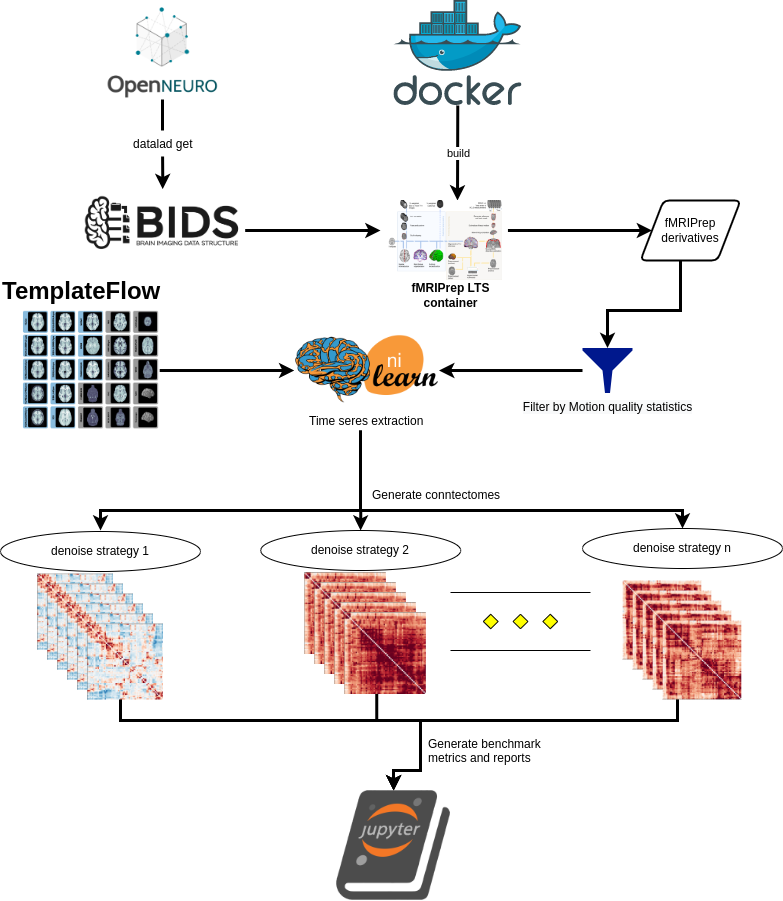 OpenNEURO
docker
datalad get
build
BIDS
BRAIN IMAGING DATA STRUCTURE
fMRIPrep
derivatives
fMRIPrep LTS
container
TemplateFlow
ni
learn
Filter by Motion quality statistics
Time seres extraction
Generate conntectomes
denoise strategy 1
denoise strategy 2
denoise strategy n
Generate benchmark
metrics and reports
jupyter